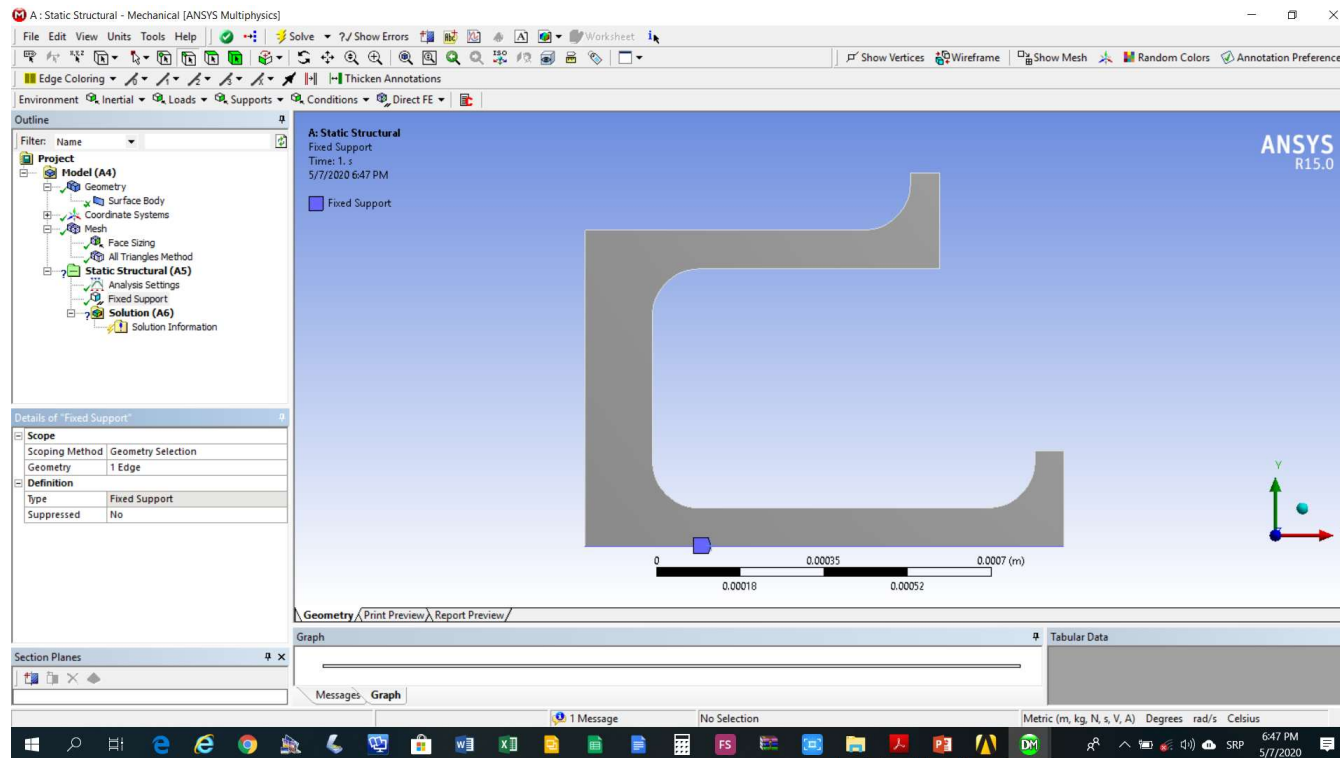 A : Static Structural - Mechanical [ANSYS Multiphysics]
File Edit View Units Tools Help Solve ?/ Show Errors Worksheet
Show Vertices Wireframe Show Mesh Random Colors Annotation Preference
Edge Coloring Thicken Annotations
Environment Inertial Loads Supports Conditions Direct FE
Outline
Filter: Name
Project
Model (A4)
Geometry
Surface Body
Coordinate Systems
Mesh
Face Sizing
All Triangles Method
Static Structural (A5)
Analysis Settings
Fixed Support
Solution (A6)
Solution Information
Details of "Fixed Support"
Scope
Scoping Method Geometry Selection
Geometry 1 Edge
Definition
Type Fixed Support
Suppressed No
Section Planes
A: Static Structural
Fixed Support
Time: 1. s
5/7/2020 6:47 PM
Fixed Support
ANSYS
R15.0
Y
0 0.00035 0.0007 (m)
0.00018 0.00052
Geometry Print Preview Report Preview
Graph
Messages Graph
Tabular Data
1 Message No Selection Metric (m, kg, N, s, V, A) Degrees rad/s Celsius
FS DM SRP 6:47 PM
5/7/2020